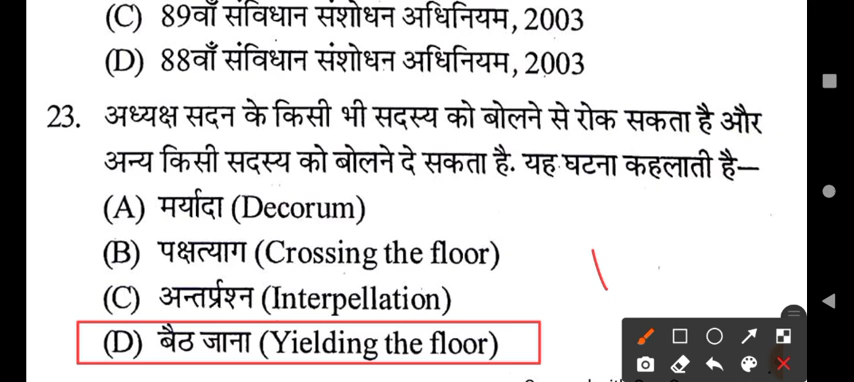 (C) 89वाँ संविधान संशोधन अधिनियम, 2003
(D) 88वाँ संविधान संशोधन अधिनियम, 2003
23. अध्यक्ष सदन के किसी भी सदस्य को बोलने से रोक सकता है और
अन्य किसी सदस्य को बोलने दे सकता है. यह घटना कहलाती है—
(A) मर्यादा (Decorum)
(B) पक्षत्याग (Crossing the floor)
(C) अन्तर्प्रश्न (Interpellation)
(D) बैठ जाना (Yielding the floor)